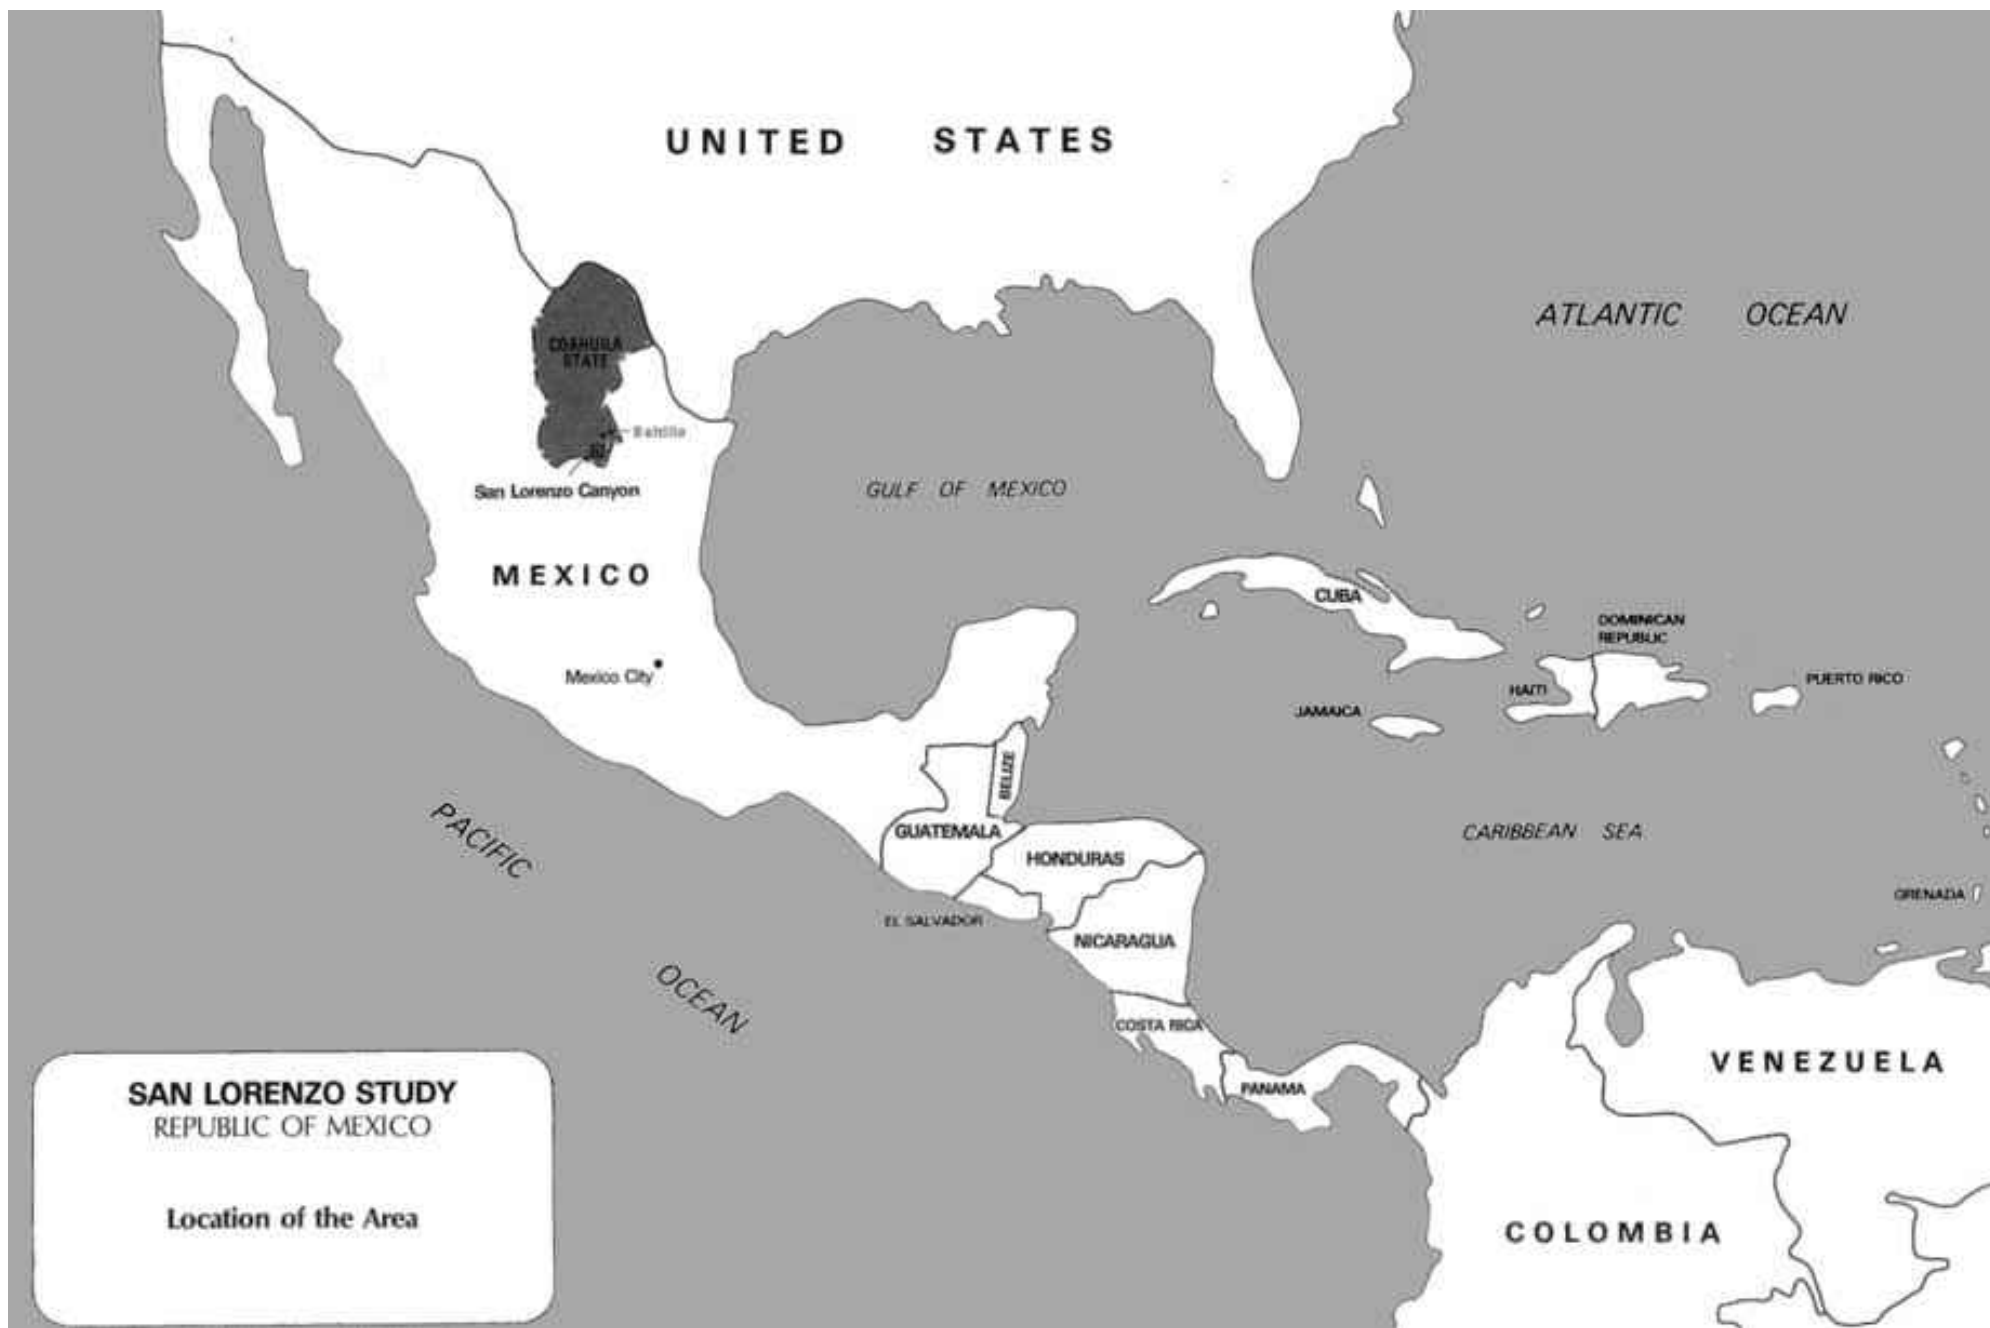 UNITED STATES
ATLANTIC OCEAN
COAHUILA
STATE
Saltillo
San Lorenzo Canyon
GULF OF MEXICO
MEXICO
CUBA
DOMINICAN
REPUBLIC
Mexico City
HAITI
PUERTO RICO
JAMAICA
BELIZE
PACIFIC
GUATEMALA
CARIBBEAN SEA
HONDURAS
GRENADA
EL SALVADOR
NICARAGUA
OCEAN
COSTA RICA
VENEZUELA
PANAMA
SAN LORENZO STUDY
REPUBLIC OF MEXICO
Location of the Area
COLOMBIA